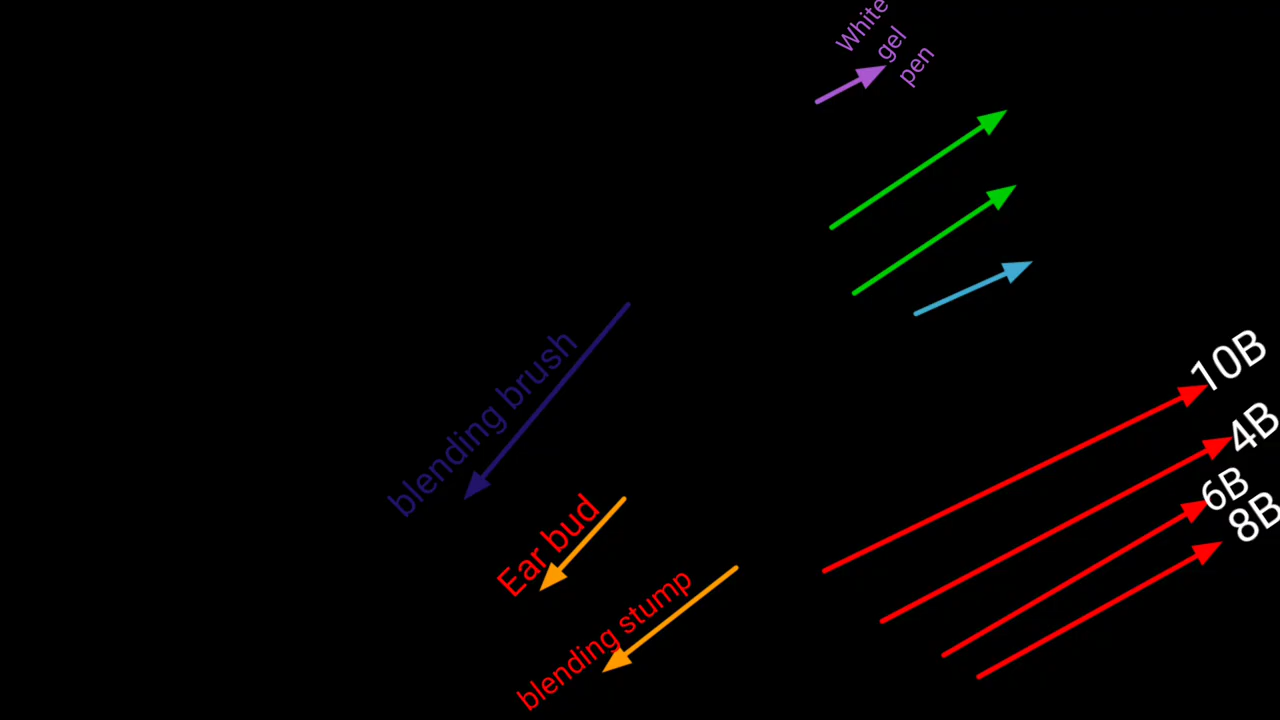 White
gel
pen
blending brush
10B
4B
6B
8B
Ear bud
blending stump